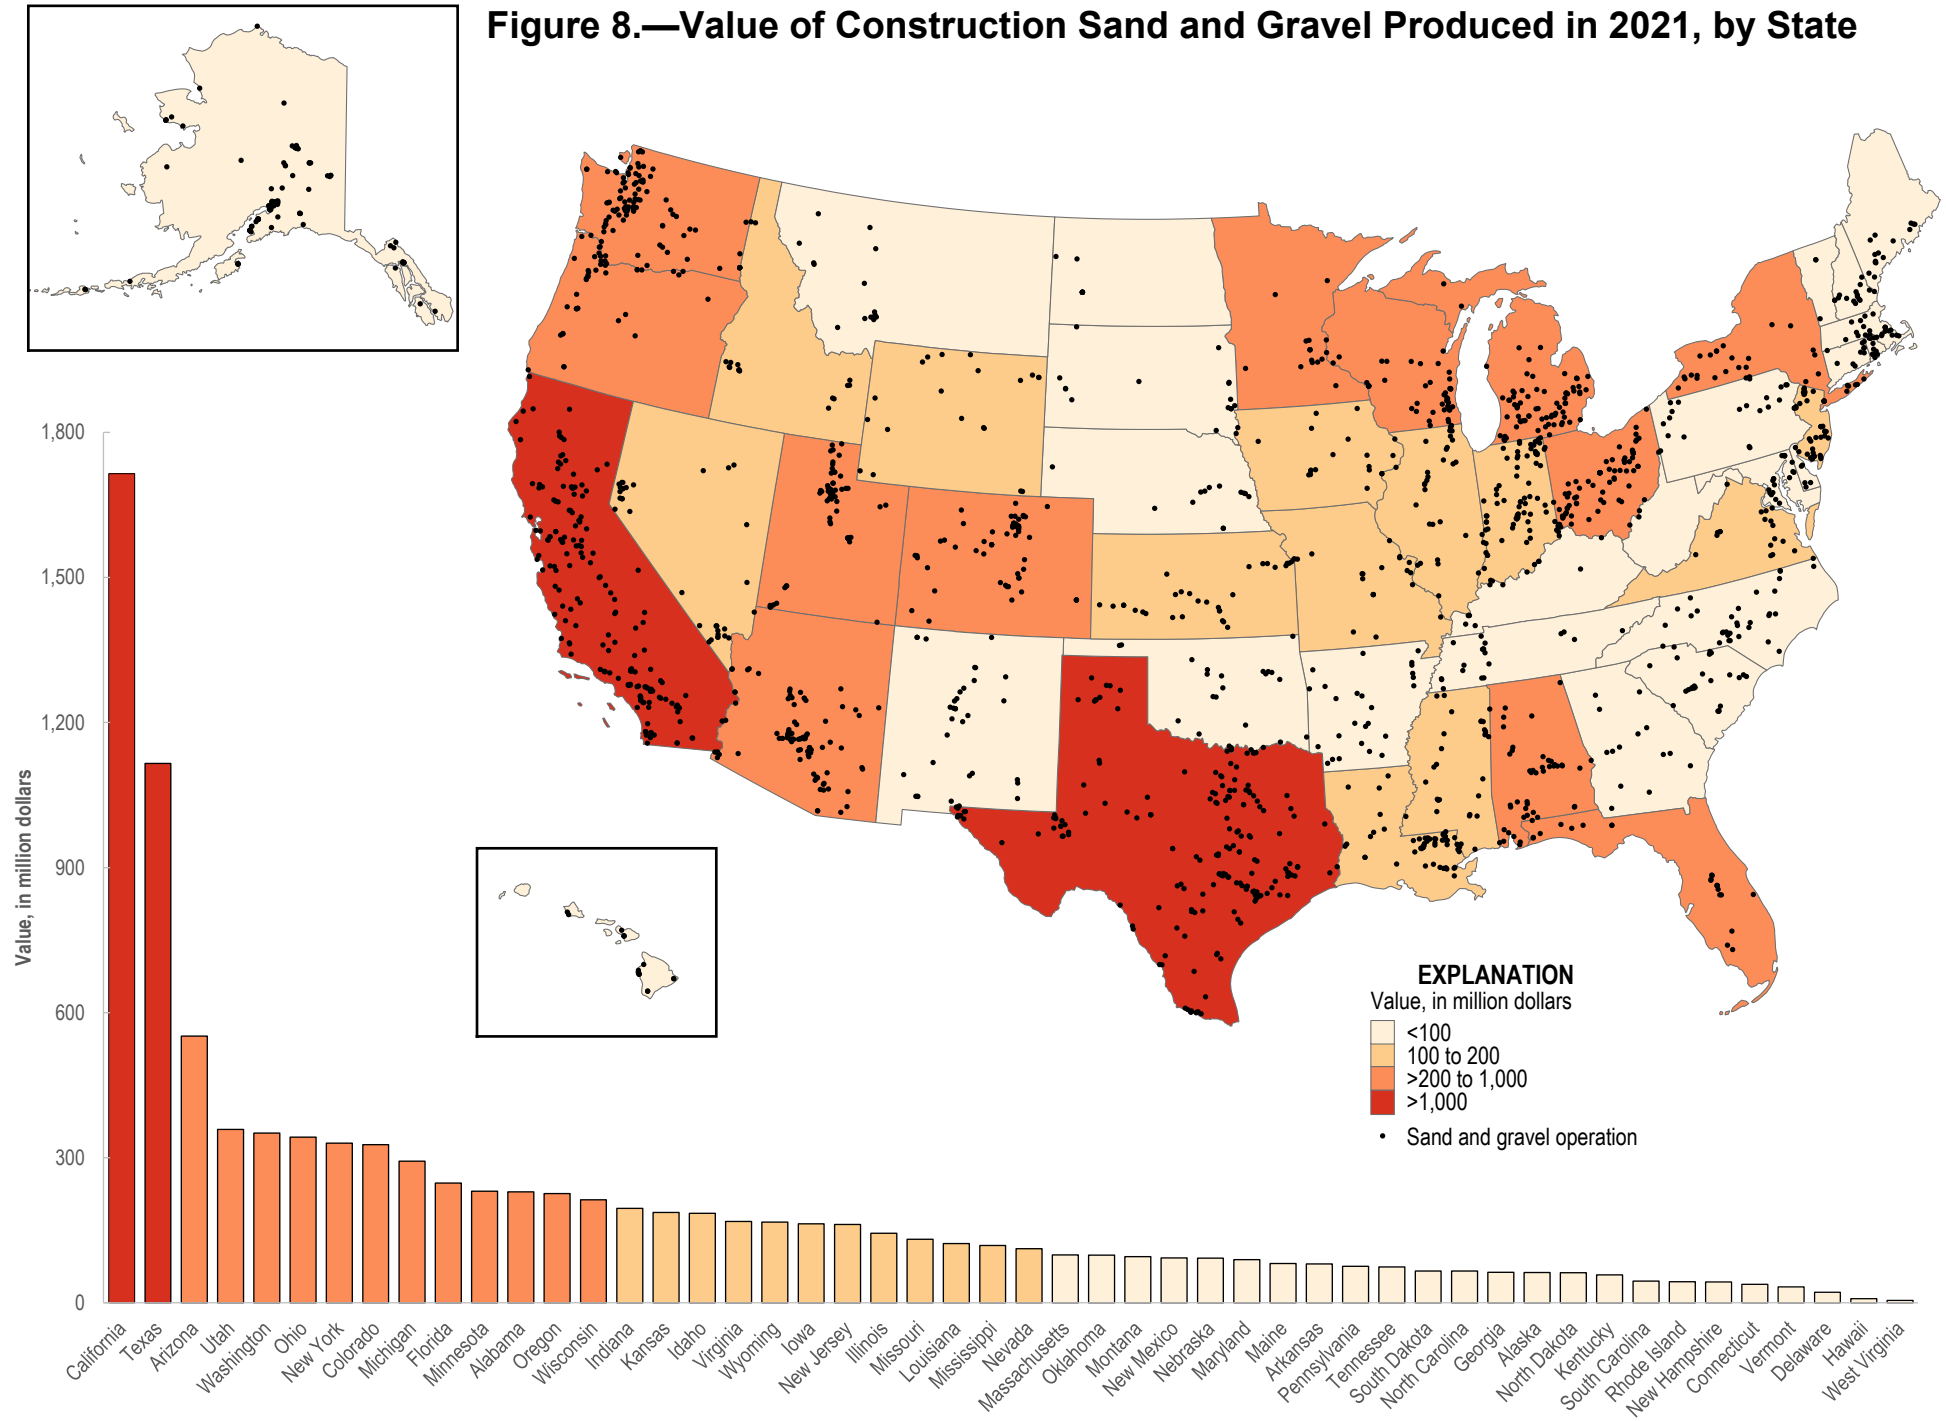 Figure 8.—Value of Construction Sand and Gravel Produced in 2021, by State
1,800
1,500
1,200
900
600
300
0
Value, in million dollars
EXPLANATION
Value, in million dollars
<100
100 to 200
>200 to 1,000
>1,000
Sand and gravel operation
California
Texas
Arizona
Utah
Washington
Ohio
New York
Colorado
Michigan
Florida
Minnesota
Alabama
Oregon
Wisconsin
Indiana
Kansas
Idaho
Virginia
Wyoming
Iowa
New Jersey
Illinois
Missouri
Louisiana
Mississippi
Nevada
Massachusetts
Oklahoma
Montana
New Mexico
Nebraska
Maryland
Maine
Arkansas
Pennsylvania
Tennessee
South Dakota
North Carolina
Georgia
Alaska
North Dakota
Kentucky
South Carolina
Rhode Island
New Hampshire
Connecticut
Vermont
Delaware
Hawaii
West Virginia